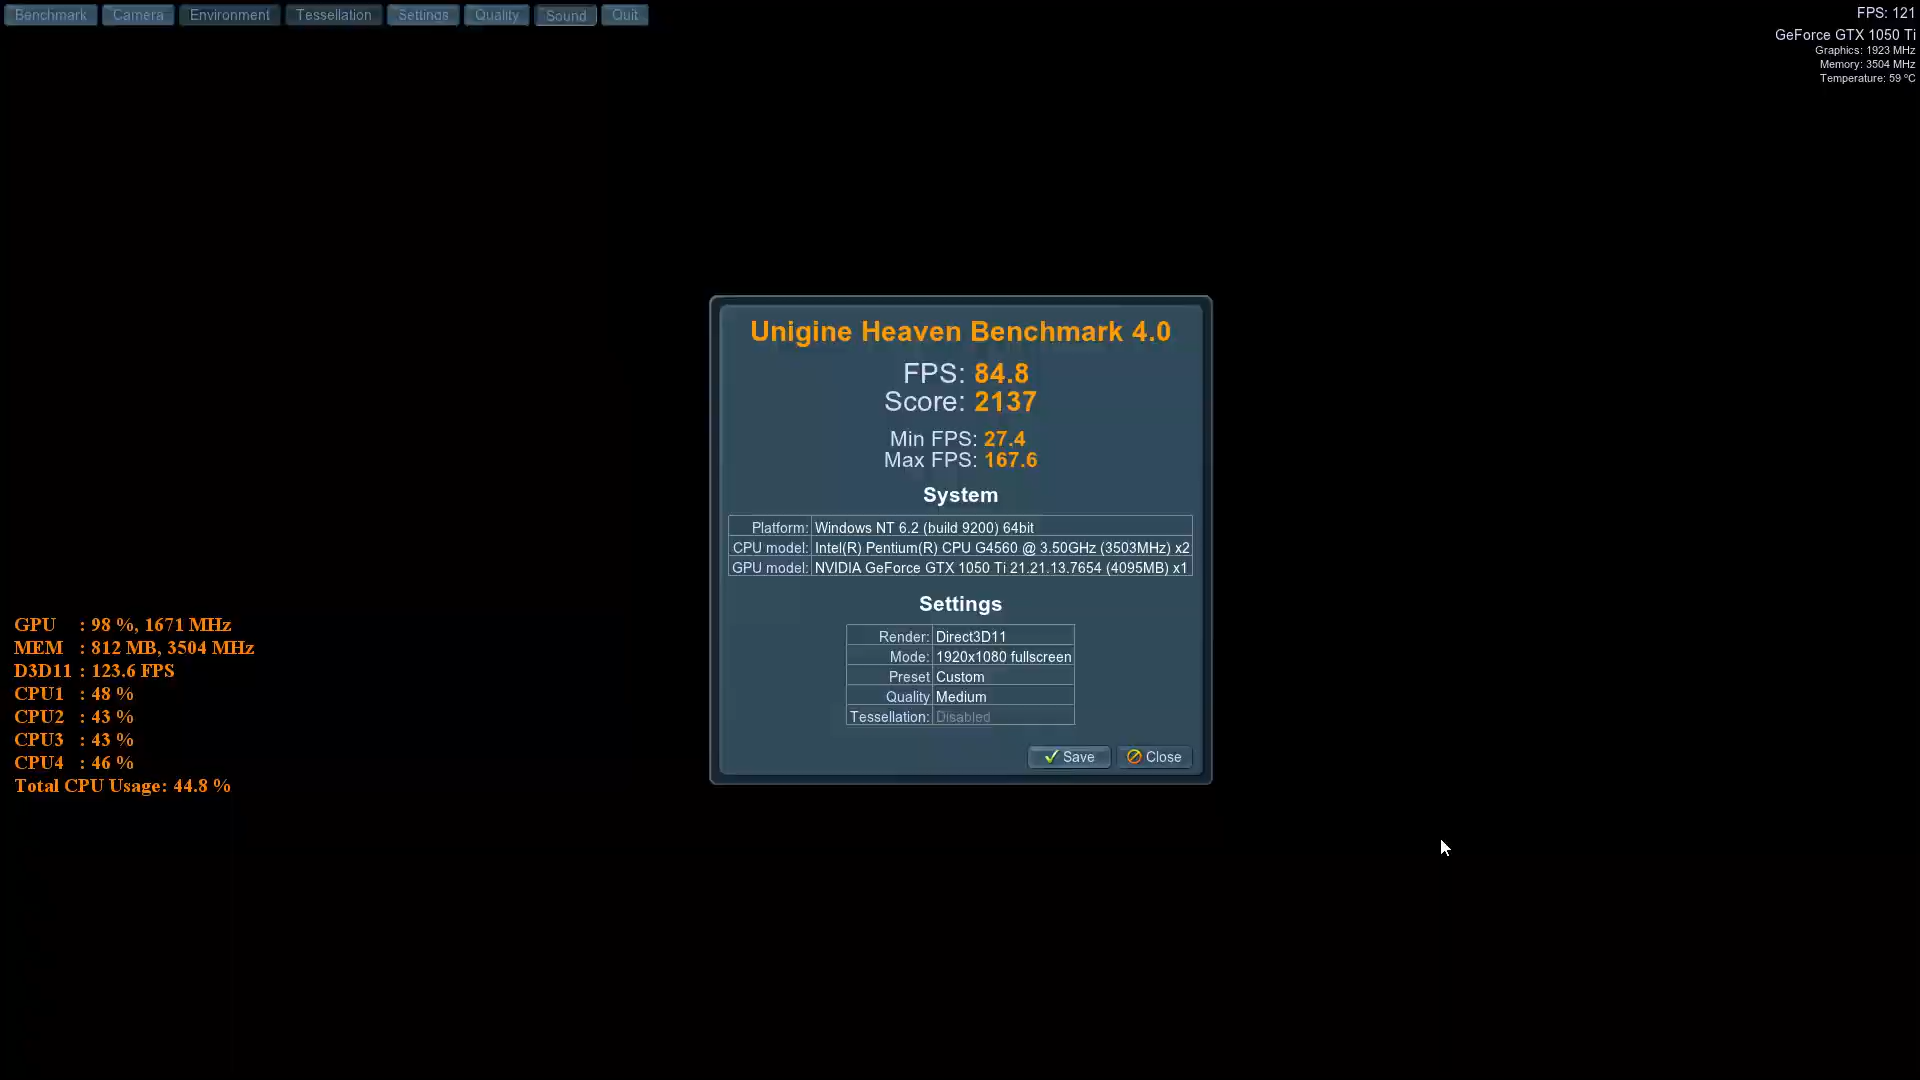 Benchmark Camera Environment Tessellation Settings Quality Sound Quit
FPS: 121
GeForce GTX 1050 Ti
Graphics: 1923 MHz
Memory: 3504 MHz
Temperature: 59 °C
Unigine Heaven Benchmark 4.0
FPS: 84.8
Score: 2137
Min FPS: 27.4
Max FPS: 167.6
System
Platform: Windows NT 6.2 (build 9200) 64bit
CPU model: Intel(R) Pentium(R) CPU G4560 @ 3.50GHz (3503MHz) x2
GPU model: NVIDIA GeForce GTX 1050 Ti 21.21.13.7654 (4095MB) x1
Settings
Render: Direct3D11
Mode: 1920x1080 fullscreen
Preset Custom
Quality Medium
Tessellation: Disabled
Save Close
GPU : 98 %, 1671 MHz
MEM : 812 MB, 3504 MHz
D3D11 : 123.6 FPS
CPU1 : 48 %
CPU2 : 43 %
CPU3 : 43 %
CPU4 : 46 %
Total CPU Usage: 44.8 %